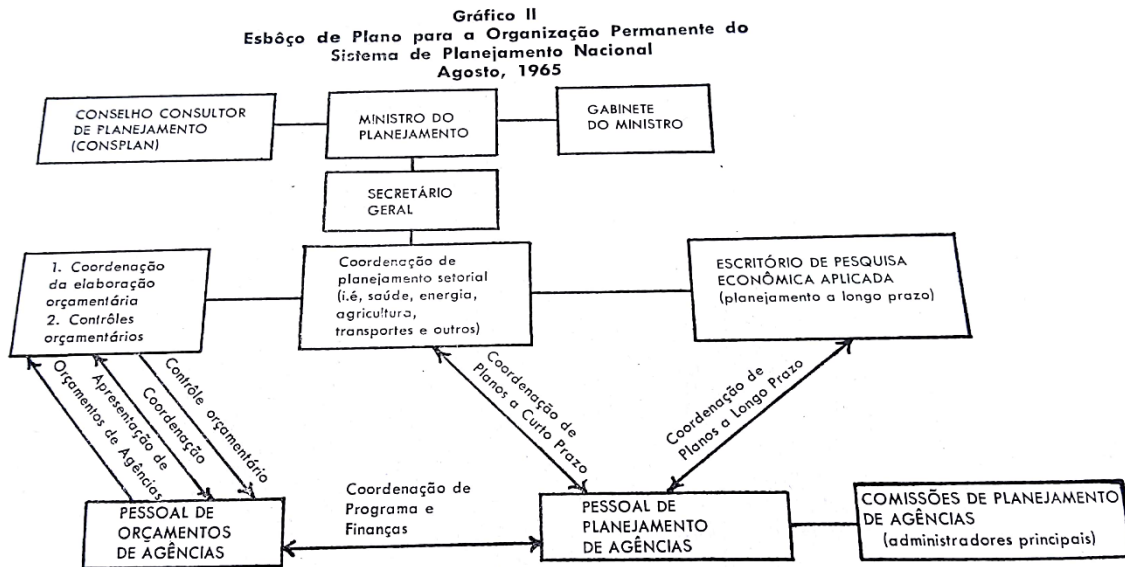 Gráfico II
Esbôço de Plano para a Organização Permanente do
Sistema de Planejamento Nacional
Agosto, 1965
CONSELHO CONSULTOR
DE PLANEJAMENTO
(CONSPLAN)
MINISTRO DO
PLANEJAMENTO
GABINETE
DO MINISTRO
SECRETÁRIO
GERAL
1. Coordenação
da elaboração
orçamentária
2. Contrôles
orçamentários
Coordenação de
planejamento setorial
(i.é, saúde, energia,
agricultura,
transportes e outros)
ESCRITÓRIO DE PESQUISA
ECONÔMICA APLICADA
(planejamento a longo prazo)
Orçamentos de Agências
Apresentação de
Coordenação
Contrôle orçamentário
Coordenação de
Planos a Curto Prazo
Coordenação de
Planos a Longo Prazo
PESSOAL DE
ORÇAMENTOS
DE AGÊNCIAS
Coordenação de
Programa e
Finanças
PESSOAL DE
PLANEJAMENTO
DE AGÊNCIAS
COMISSÕES DE PLANEJAMENTO
DE AGÊNCIAS
(administradores principais)